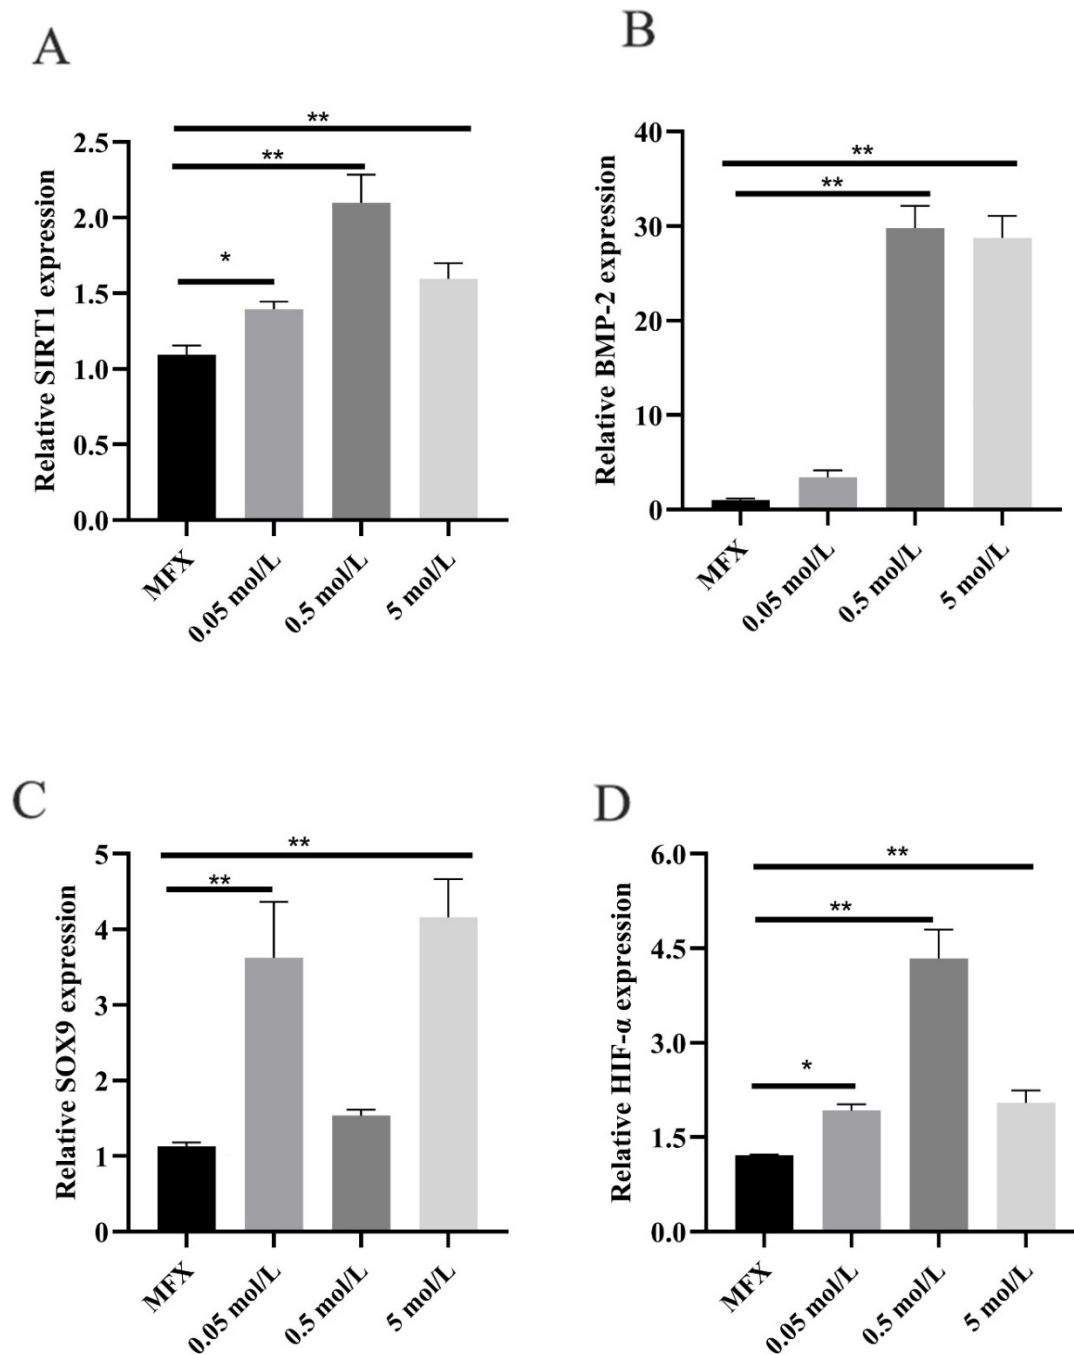 A
Relative SIRT1 expression
2.5
2.0
1.5
1.0
0.5
0.0
**
**
*
MFX
0.05 mol/L
0.5 mol/L
5 mol/L
B
Relative BMP-2 expression
40
30
20
10
0
**
**
MFX
0.05 mol/L
0.5 mol/L
5 mol/L
C
Relative SOX9 expression
5
4
3
2
1
0
**
**
MFX
0.05 mol/L
0.5 mol/L
5 mol/L
D
Relative HIF-α expression
6.0
4.5
3.0
1.5
0.0
**
**
*
MFX
0.05 mol/L
0.5 mol/L
5 mol/L